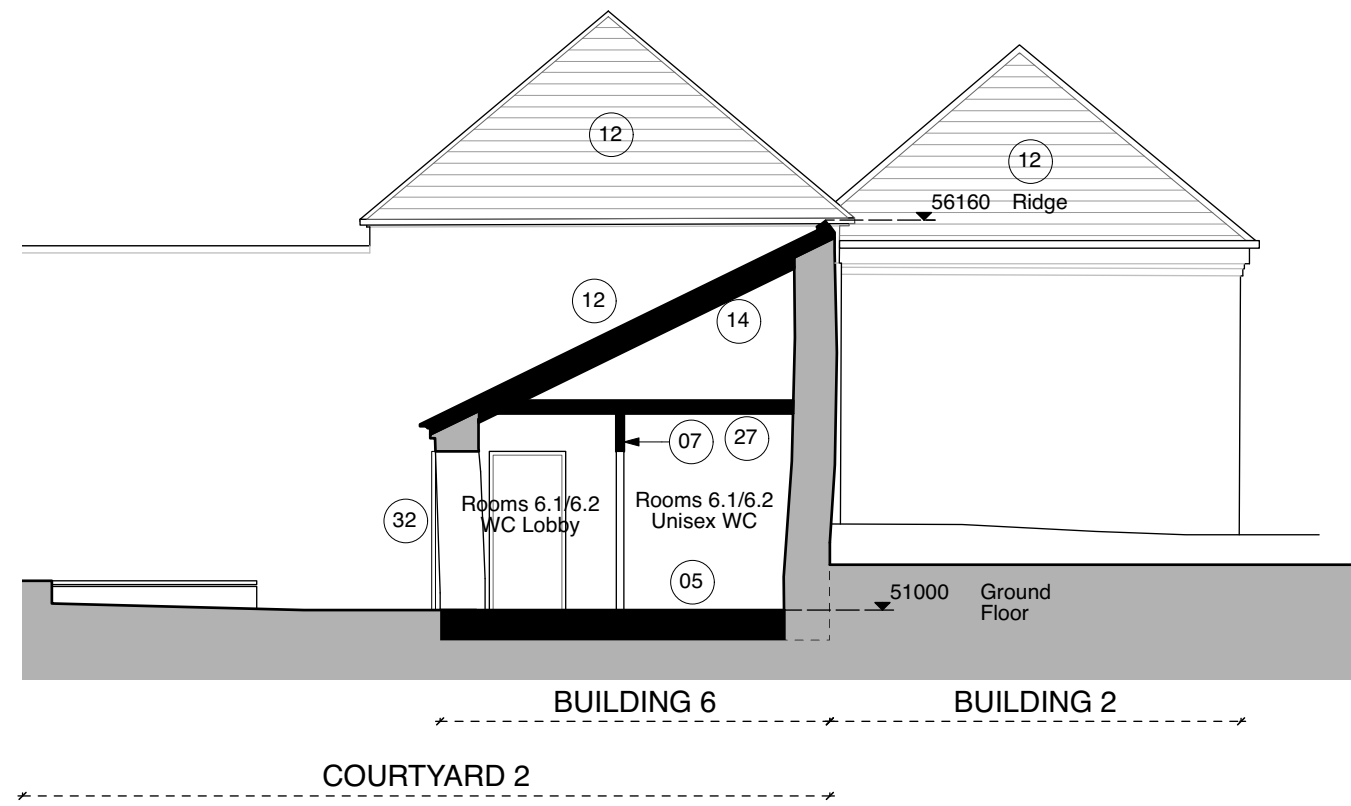 12
12
56160 Ridge
12
14
07
27
Rooms 6.1/6.2
WC Lobby
Rooms 6.1/6.2
Unisex WC
32
05
51000 Ground
Floor
BUILDING 6
BUILDING 2
COURTYARD 2